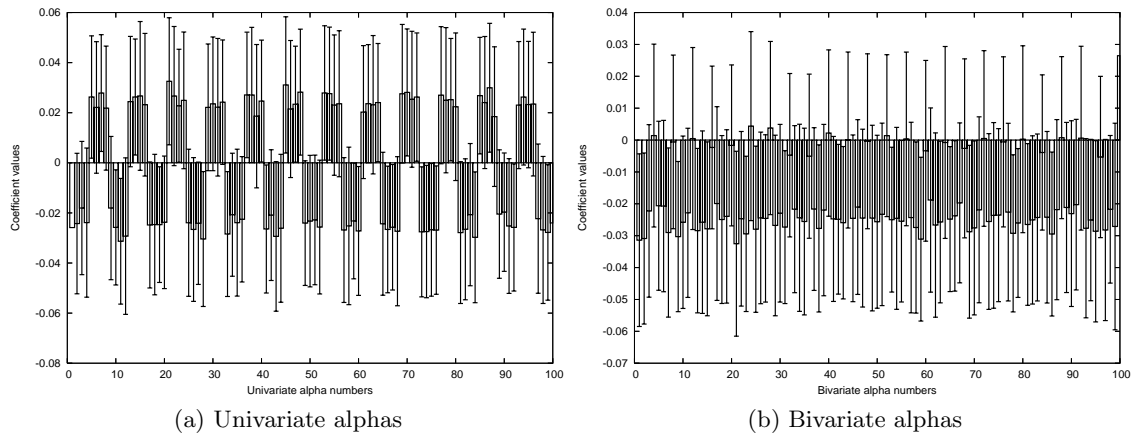 0.06
0.04
0.02
0
-0.02
-0.04
-0.06
-0.08
Coefficient values
0 10 20 30 40 50 60 70 80 90 100
Univariate alpha numbers
(a) Univariate alphas
0.04
0.03
0.02
0.01
0
-0.01
-0.02
-0.03
-0.04
-0.05
-0.06
-0.07
Coefficient values
0 10 20 30 40 50 60 70 80 90 100
Bivariate alpha numbers
(b) Bivariate alphas